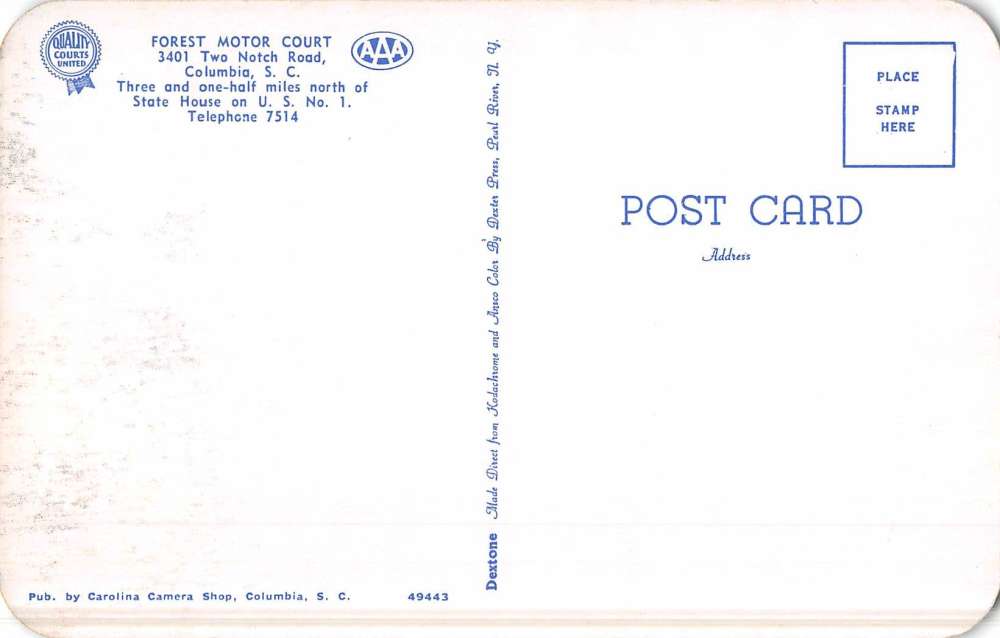 QUALITY
COURTS
UNITED
FOREST MOTOR COURT
3401 Two Notch Road,
Columbia, S. C.
Three and one-half miles north of
State House on U. S. No. 1.
Telephone 7514
AAA
Dextone Made Direct from Kodachrome and Ansco Color By Dexter Press, Pearl River, N. Y.
PLACE
STAMP
HERE
POST CARD
Address
Pub. by Carolina Camera Shop, Columbia, S. C. 49443